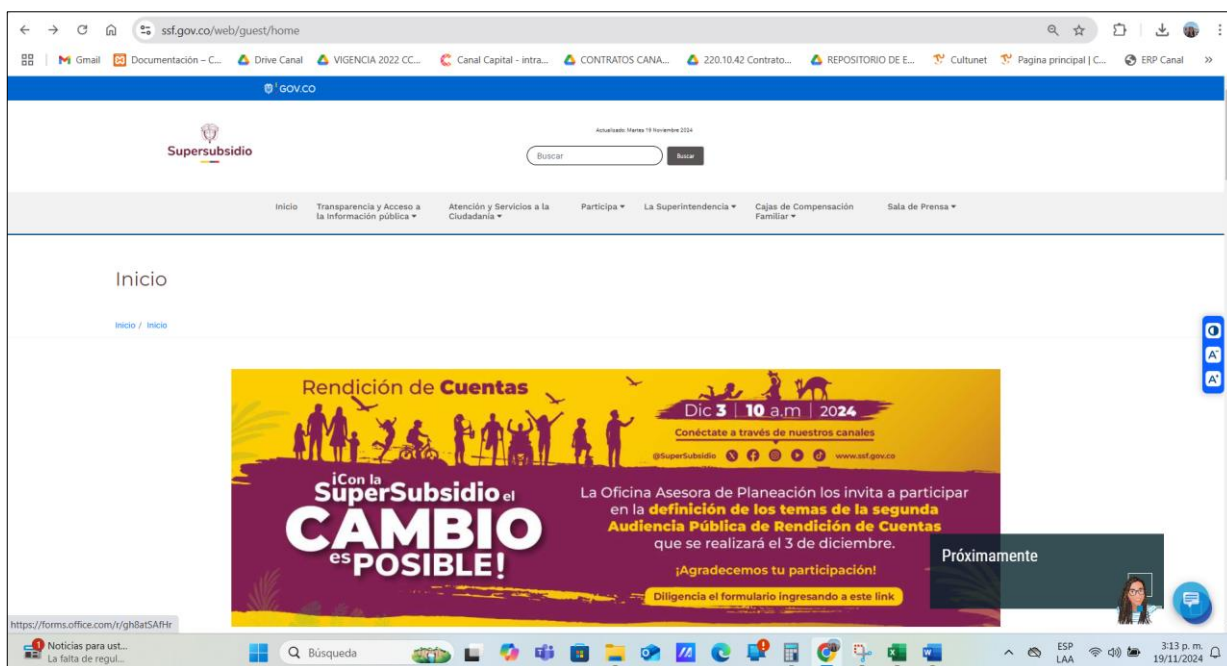 ssf.gov.co/web/guest/home
Gmail Documentación – C... Drive Canal VIGENCIA 2022 CC... Canal Capital - intra... CONTRATOS CANA... 220.10.42 Contrato... REPOSITORIO DE E... Cultunet Pagina principal | C... ERP Canal »
GOV.CO
Supersubsidio
Actualizado: Martes 19 Noviembre 2024
Buscar Buscar
Inicio Transparencia y Acceso a la Información pública Atención y Servicios a la Ciudadanía Participa La Superintendencia Cajas de Compensación Familiar Sala de Prensa
Inicio
Inicio / Inicio
Rendición de Cuentas
Dic 3 | 10 a.m | 2024
Conéctate a través de nuestros canales
@SuperSubsidio www.ssf.gov.co
¡Con la
SuperSubsidio el
CAMBIO
es POSIBLE!
La Oficina Asesora de Planeación los invita a participar
en la definición de los temas de la segunda
Audiencia Pública de Rendición de Cuentas
que se realizará el 3 de diciembre.
¡Agradecemos tu participación!
Diligencia el formulario ingresando a este link
Próximamente
A-
A+
https://forms.office.com/r/gh8atSAfHr
1
Noticias para ust...
La falta de regul...
Búsqueda
ESP
LAA
3:13 p. m.
19/11/2024